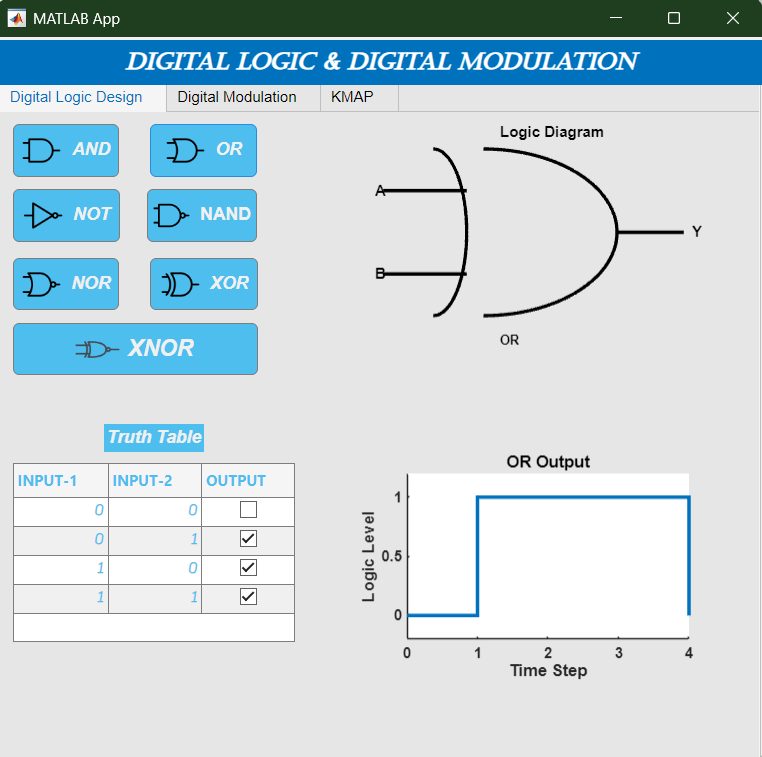 MATLAB App
DIGITAL LOGIC & DIGITAL MODULATION
Digital Logic Design
Digital Modulation
KMAP
AND
OR
NOT
NAND
NOR
XOR
XNOR
Logic Diagram
A
B
Y
OR
Truth Table
INPUT-1 INPUT-2 OUTPUT
0 0
0 1
1 0
1 1
OR Output
Logic Level
1
0.5
0
0 1 2 3 4
Time Step